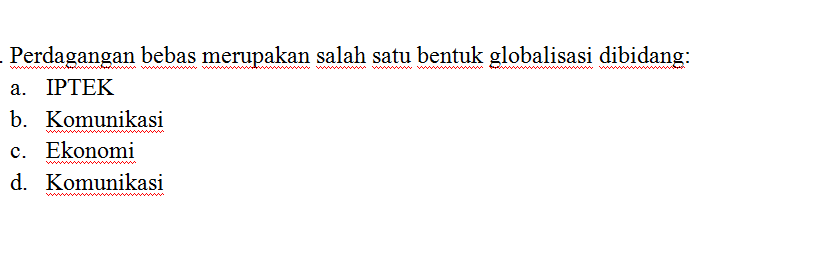 . Perdagangan bebas merupakan salah satu bentuk globalisasi dibidang:
a. IPTEK
b. Komunikasi
c. Ekonomi
d. Komunikasi